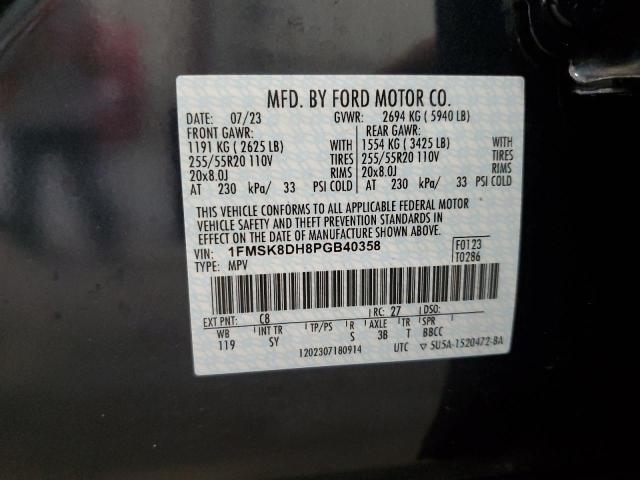 MFD. BY FORD MOTOR CO.
DATE: 07/23 GVWR: 2694 KG ( 5940 LB)
FRONT GAWR: REAR GAWR:
1191 KG ( 2625 LB) 1554 KG ( 3425 LB)
255/55R20 110V TIRES 255/55R20 110V TIRES
20x8.0J RIMS 20x8.0J RIMS
AT 230 kPa/ 33 PSI COLD AT 230 kPa/ 33 PSI COLD
THIS VEHICLE CONFORMS TO ALL APPLICABLE FEDERAL MOTOR
VEHICLE SAFETY AND THEFT PREVENTION STANDARDS IN
EFFECT ON THE DATE OF MANUFACTURE SHOWN ABOVE.
VIN: 1FMSK8DH8PGB40358 F0123
TYPE: MPV T0286
EXT PNT: C8 RC: 27 DSO:
WB INT TR TP/PS R AXLE TR SPR
119 SY S 3B T BBCC
1202307180914 UTC ▽ 5U5A-1520472-BA